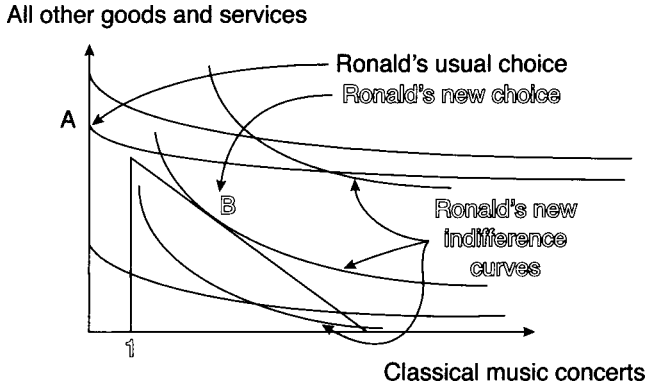 All other goods and services
Ronald's usual choice
Ronald's new choice
A
B
Ronald's new
indifference
curves
1
Classical music concerts